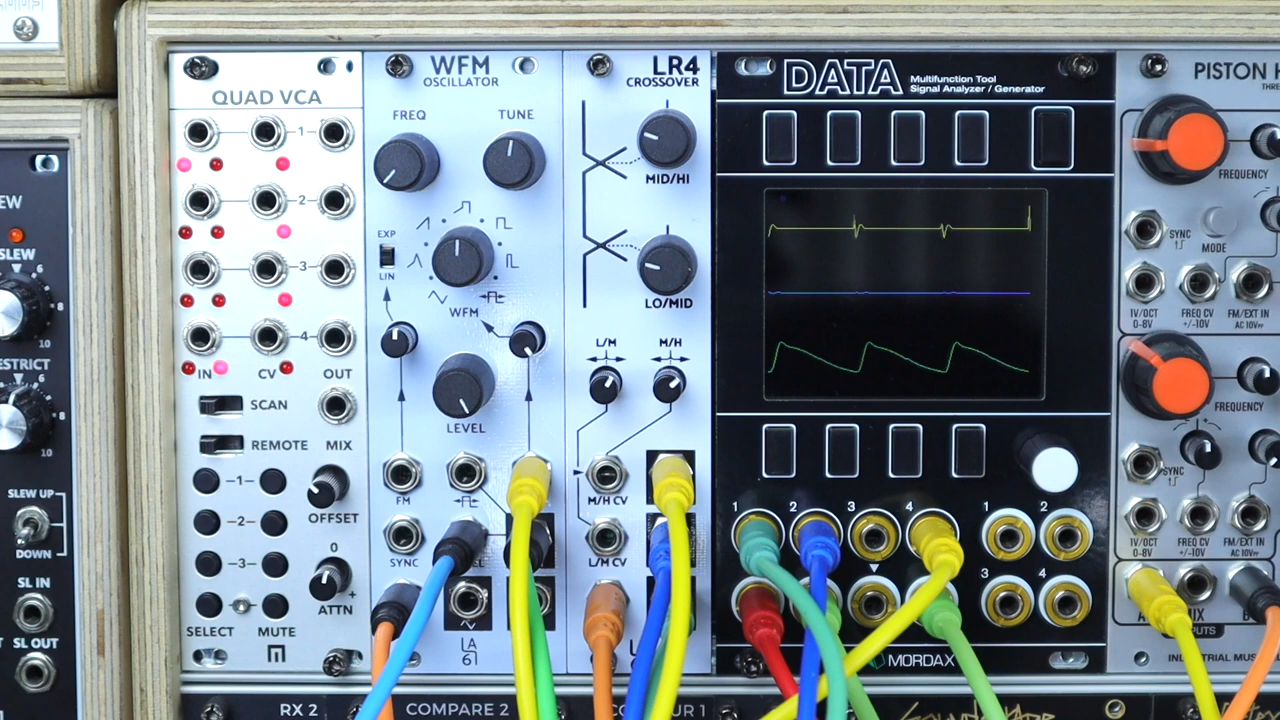 QUAD VCA
1
2
3
4
IN
CV
OUT
SCAN
REMOTE
MIX
–1–
–2–
–3–
OFFSET
0
ATTN
+
SELECT
MUTE
WFM
OSCILLATOR
FREQ
TUNE
EXP
LIN
WFM
LEVEL
FM
SYNC
LA
67
LR4
CROSSOVER
MID/HI
LO/MID
L/M
M/H
M/H CV
L/M CV
DATA
Multifunction Tool
Signal Analyzer / Generator
1
2
3
4
1
2
3
4
MORDAX
PISTON H
FREQUENCY
SYNC
MODE
1V/OCT
0-8V
FREQ CV
+/-10V
FM/EXT IN
AC 10Vpp
FREQUENCY
SYNC
1V/OCT
0-8V
FREQ CV
+/-10V
FM/EXT IN
AC 10Vpp
INDUSTRIAL MUS
EW
SLEW
6
8
10
ESTRICT
6
8
10
SLEW UP
DOWN
SL IN
SL OUT
RX 2
COMPARE 2
UR 1